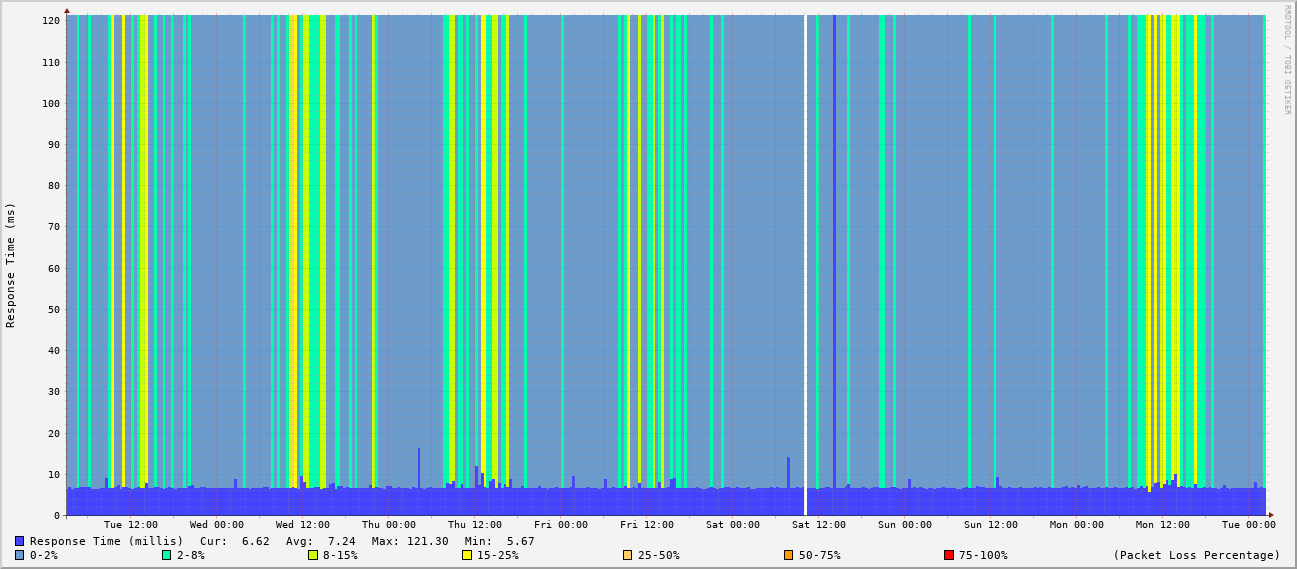 RRDTOOL / TOBI OETIKER
Response Time (ms)
120
110
100
90
80
70
60
50
40
30
20
10
0
Tue 12:00 Wed 00:00 Wed 12:00 Thu 00:00 Thu 12:00 Fri 00:00 Fri 12:00 Sat 00:00 Sat 12:00 Sun 00:00 Sun 12:00 Mon 00:00 Mon 12:00 Tue 00:00
Response Time (millis) Cur: 6.62 Avg: 7.24 Max: 121.30 Min: 5.67
0-2% 2-8% 8-15% 15-25% 25-50% 50-75% 75-100% (Packet Loss Percentage)